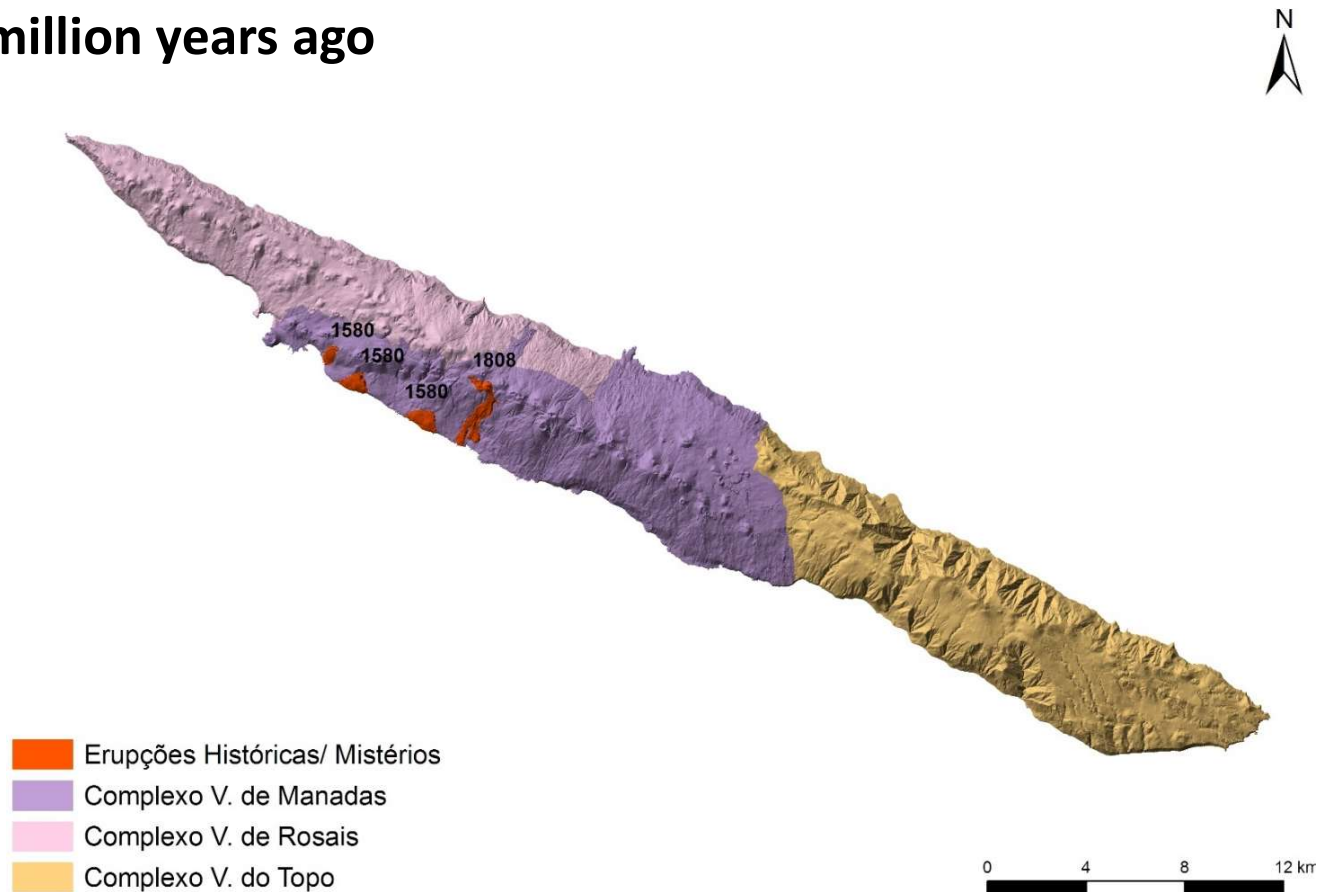 million years ago
N
1580
1580
1808
1580
Erupções Históricas/ Mistérios
Complexo V. de Manadas
Complexo V. de Rosais
Complexo V. do Topo
0 4 8 12 km